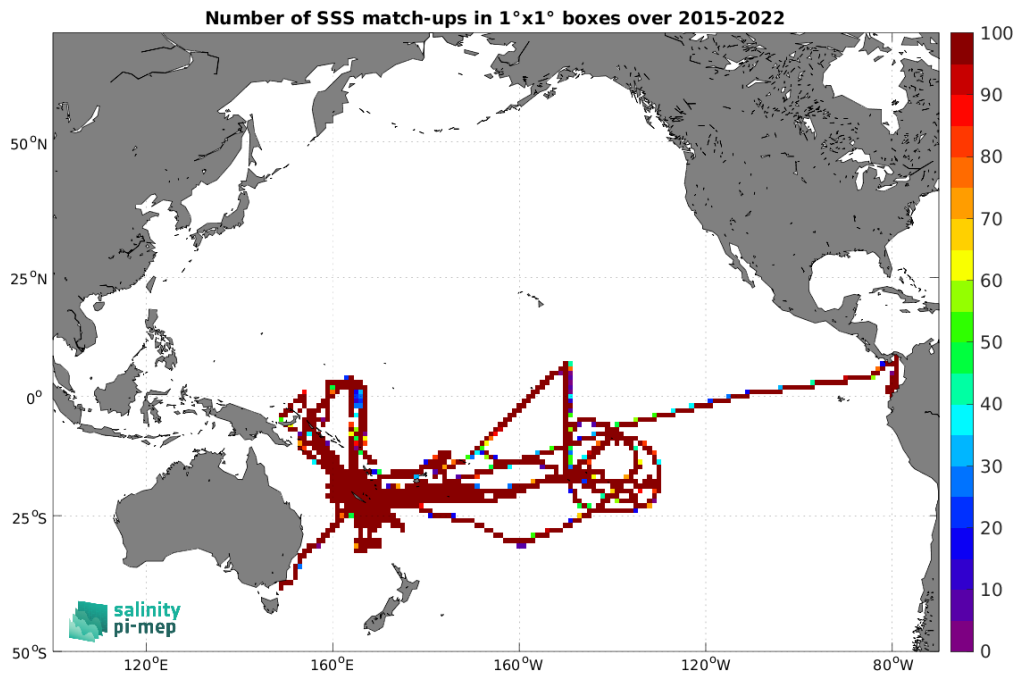 Number of SSS match-ups in 1°x1° boxes over 2015-2022
50°N
25°N
0°
25°S
50°S
120°E
160°E
160°W
120°W
80°W
100
90
80
70
60
50
40
30
20
10
0
salinity
pi-mep